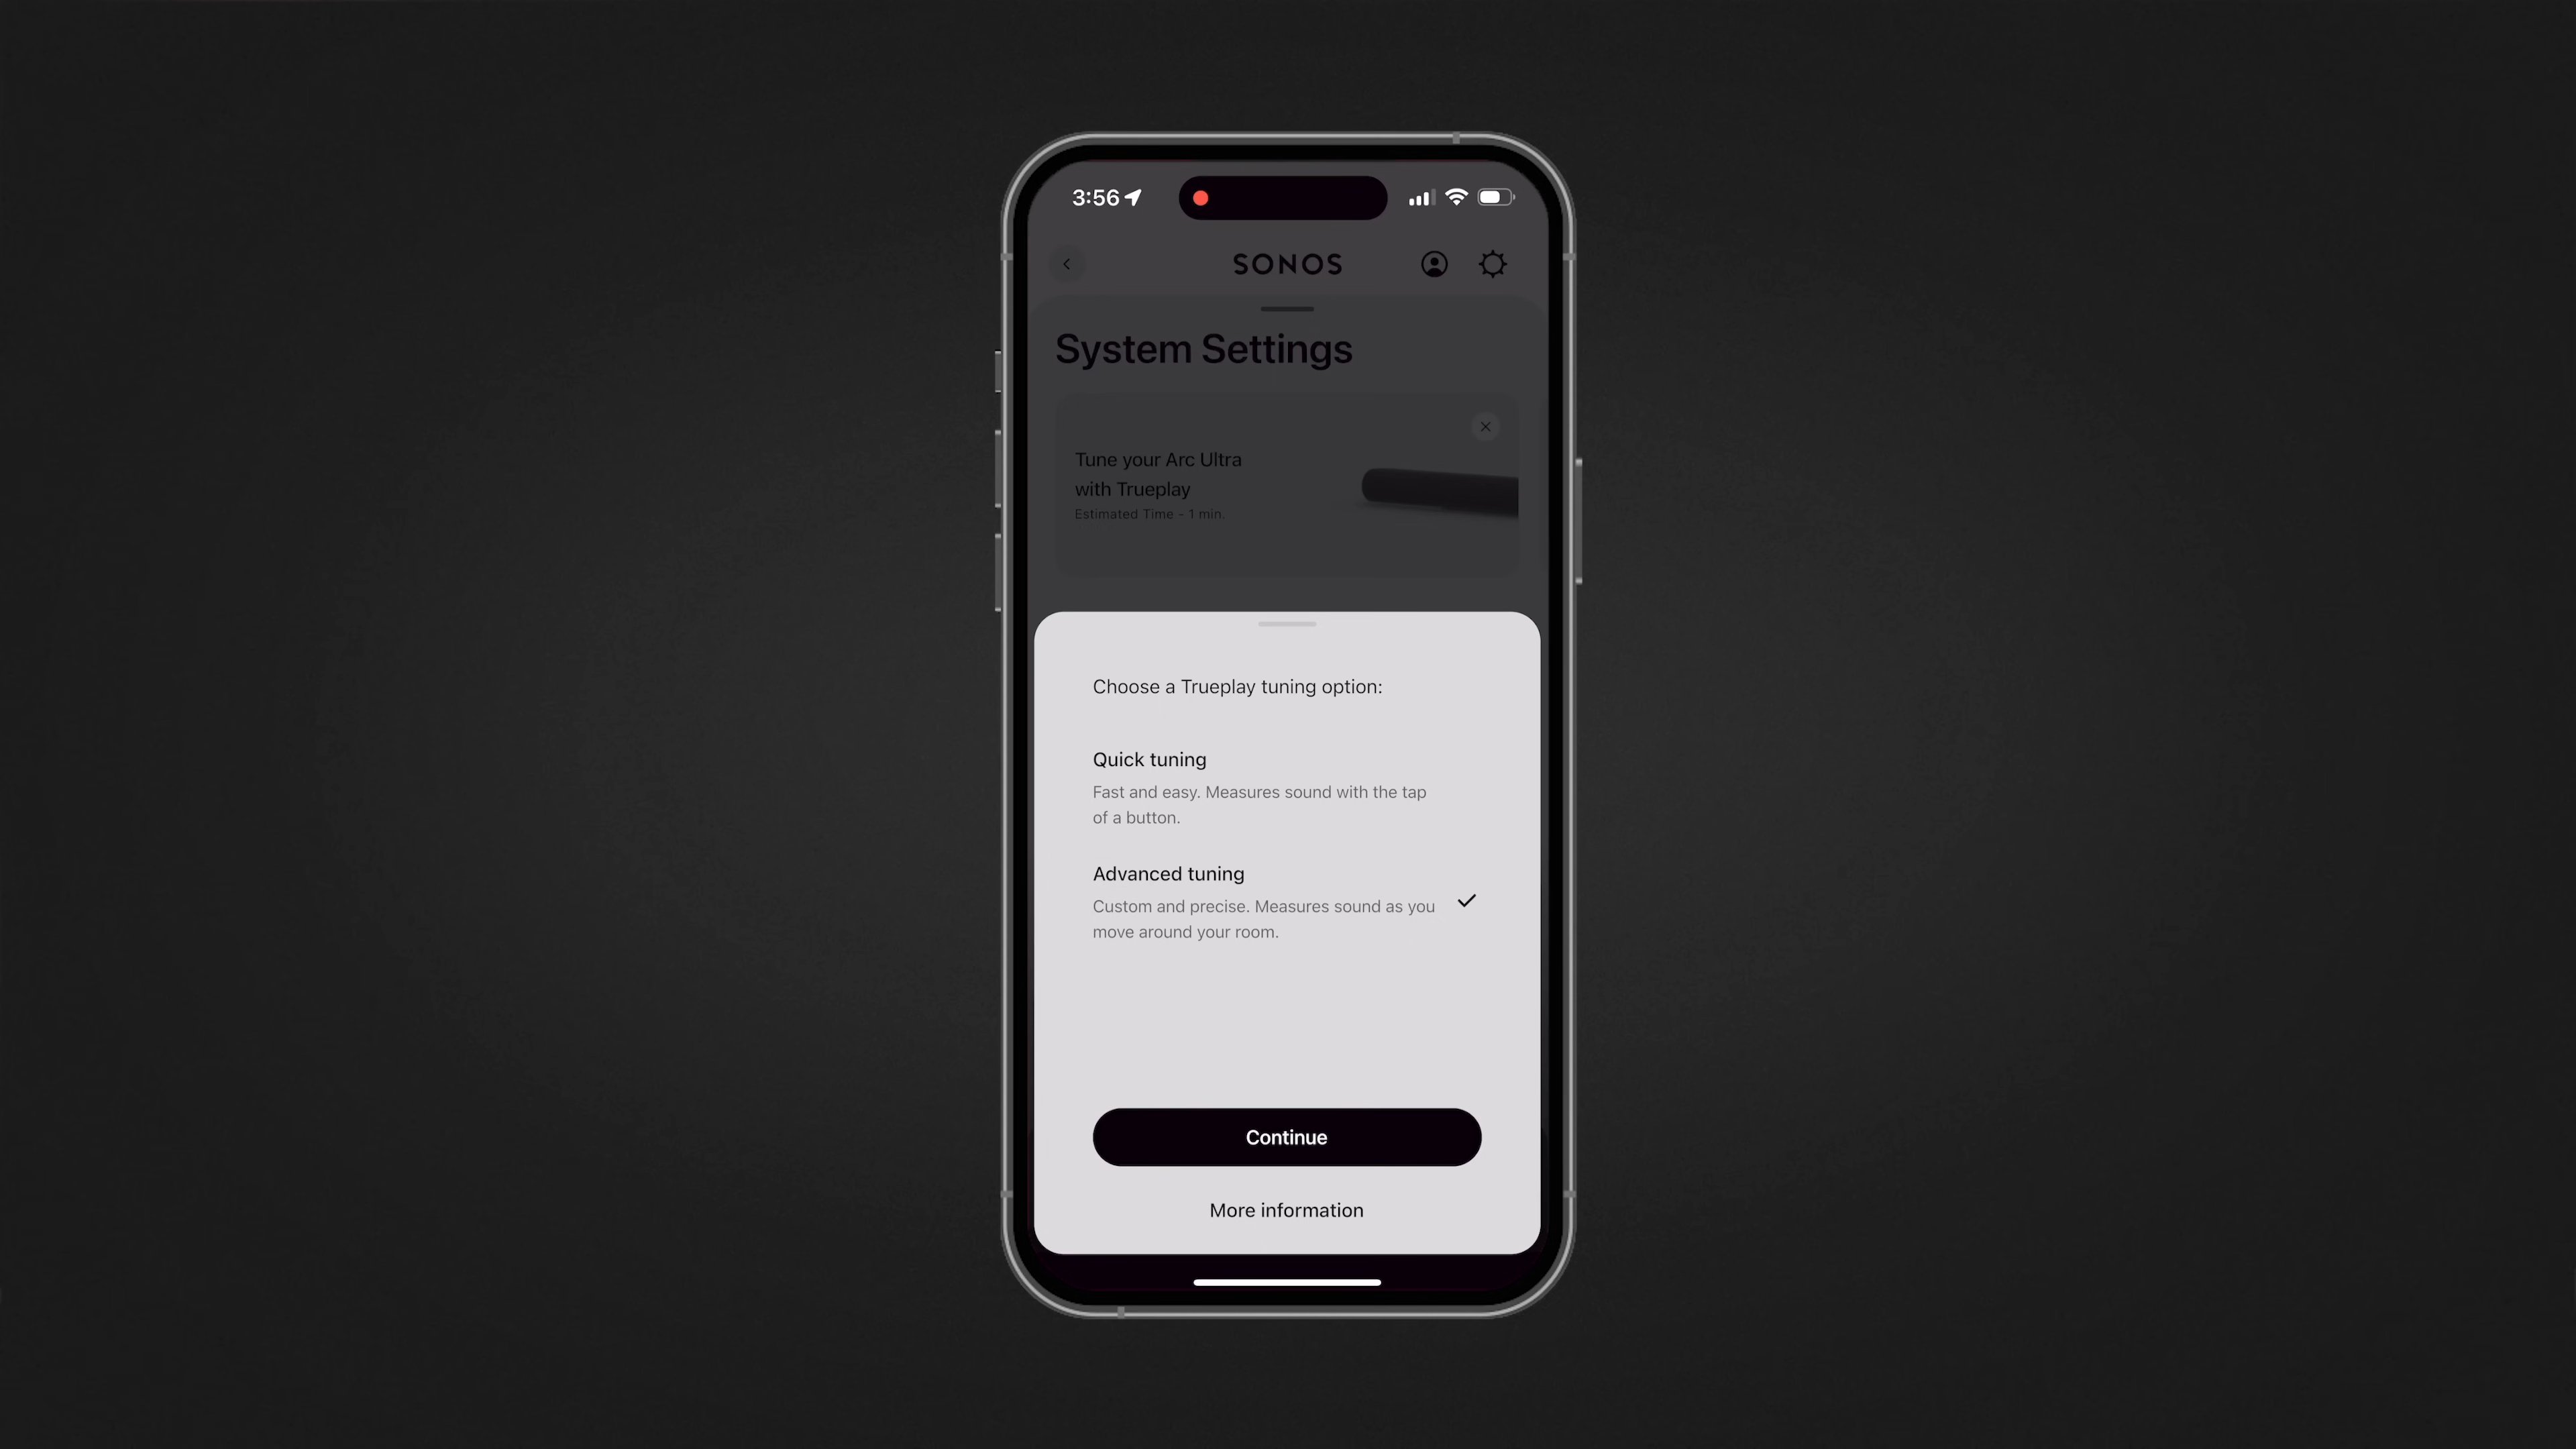 3:56
SONOS
System Settings
Tune your Arc Ultra
with Trueplay
Estimated Time - 1 min.
Choose a Trueplay tuning option:
Quick tuning
Fast and easy. Measures sound with the tap
of a button.
Advanced tuning
Custom and precise. Measures sound as you
move around your room.
Continue
More information